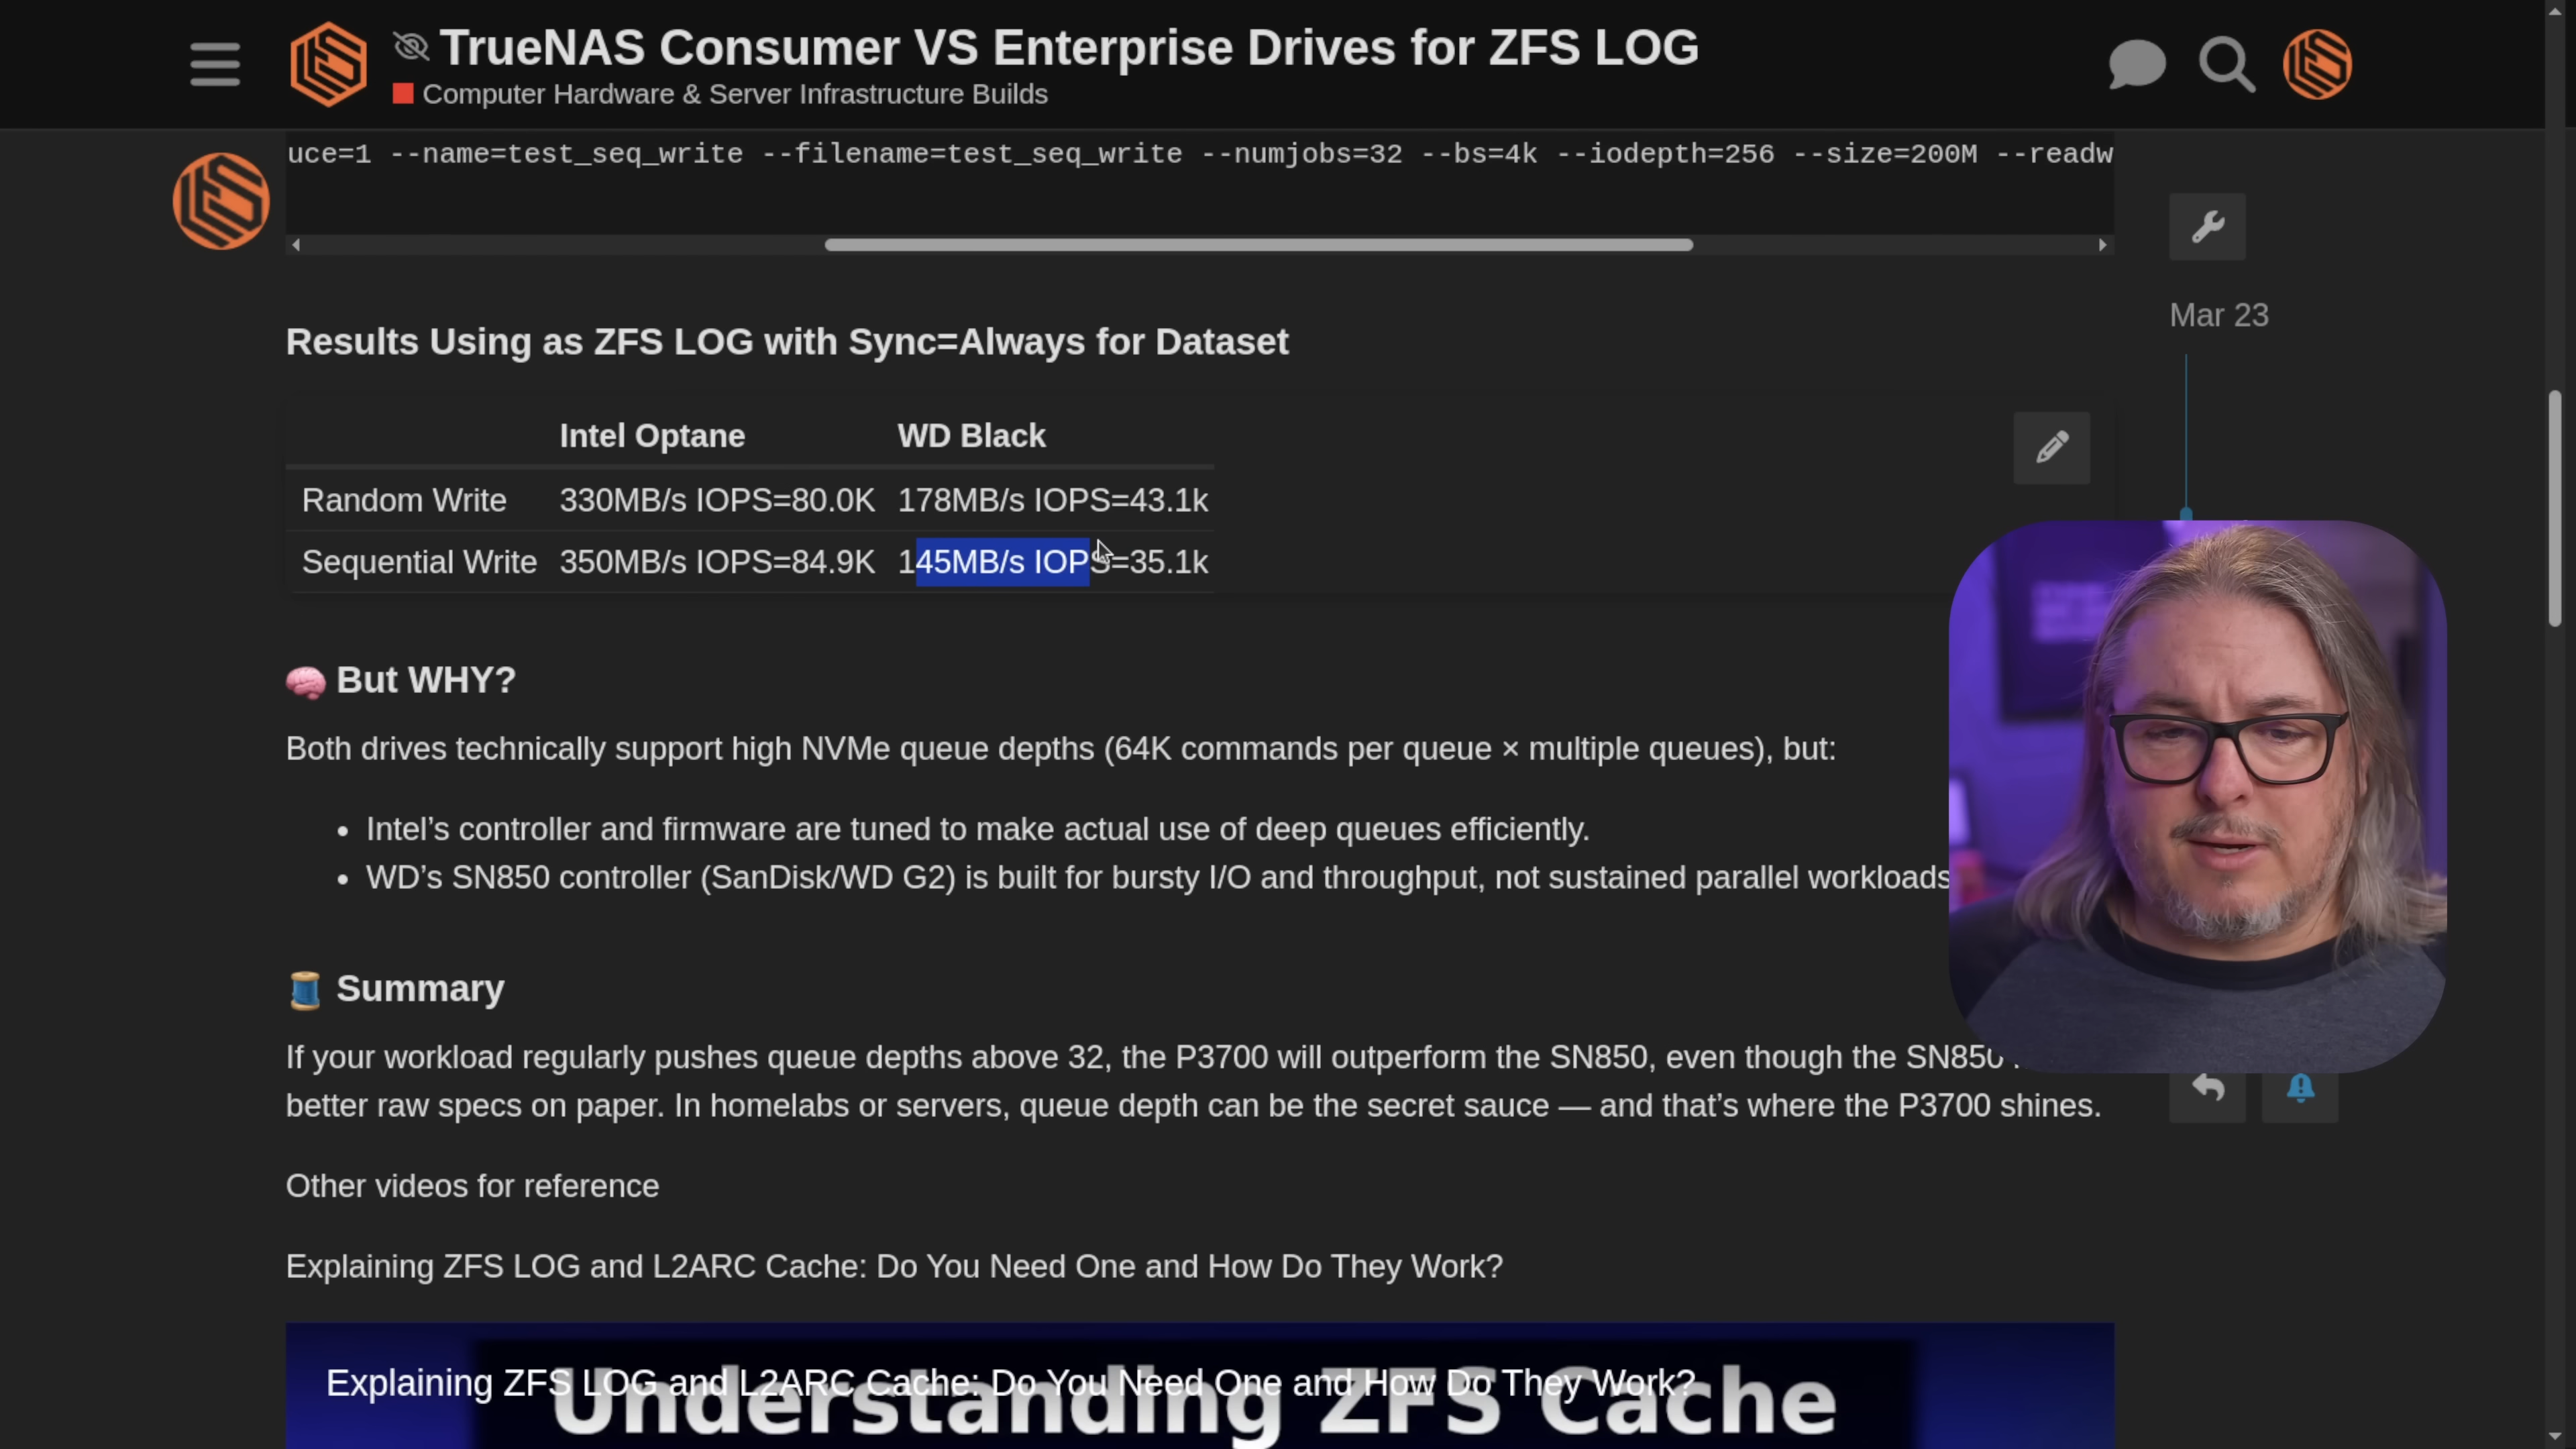 TrueNAS Consumer VS Enterprise Drives for ZFS LOG
Computer Hardware & Server Infrastructure Builds
uce=1 --name=test_seq_write --filename=test_seq_write --numjobs=32 --bs=4k --iodepth=256 --size=200M --readw
Mar 23
Results Using as ZFS LOG with Sync=Always for Dataset
Intel Optane WD Black
Random Write 330MB/s IOPS=80.0K 178MB/s IOPS=43.1k
Sequential Write 350MB/s IOPS=84.9K 145MB/s IOPS=35.1k
🧠 But WHY?
Both drives technically support high NVMe queue depths (64K commands per queue × multiple queues), but:
• Intel’s controller and firmware are tuned to make actual use of deep queues efficiently.
• WD’s SN850 controller (SanDisk/WD G2) is built for bursty I/O and throughput, not sustained parallel workloads
🧵 Summary
If your workload regularly pushes queue depths above 32, the P3700 will outperform the SN850, even though the SN850
better raw specs on paper. In homelabs or servers, queue depth can be the secret sauce — and that’s where the P3700 shines.
Other videos for reference
Explaining ZFS LOG and L2ARC Cache: Do You Need One and How Do They Work?
Explaining ZFS LOG and L2ARC Cache: Do You Need One and How Do They Work?
Understanding ZFS Cache